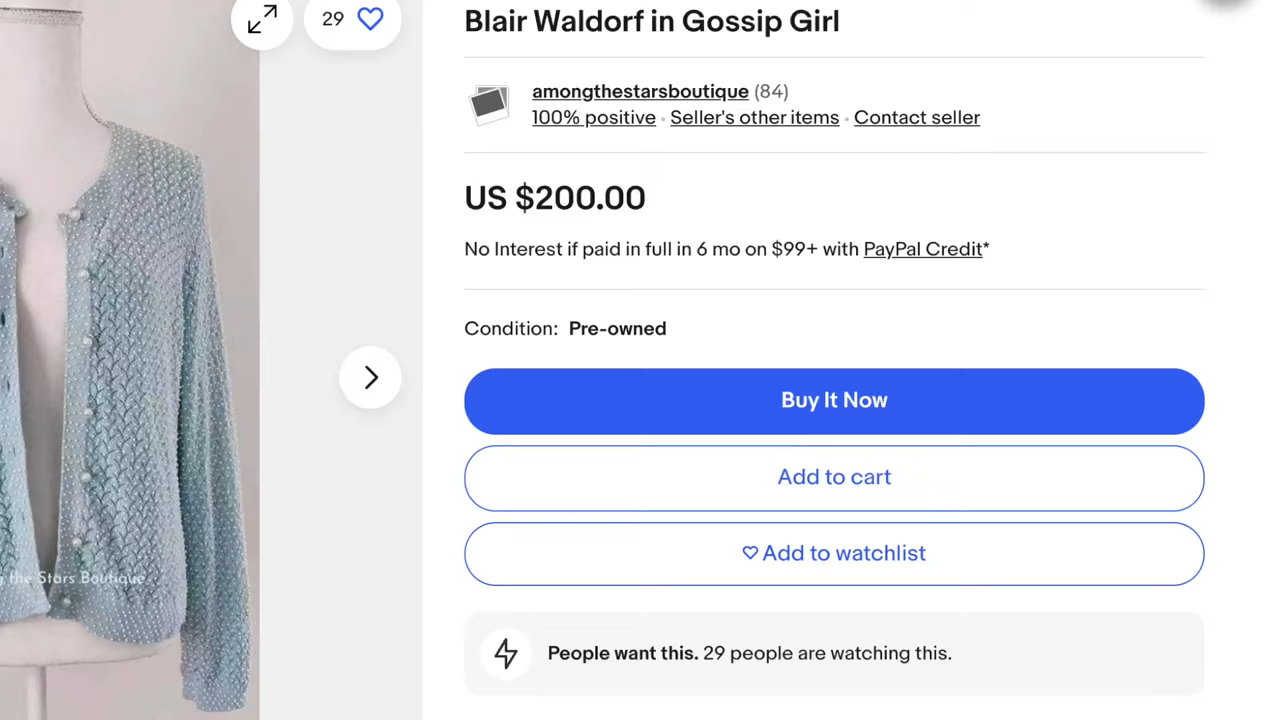 29
Blair Waldorf in Gossip Girl
amongthestarsboutique (84)
100% positive · Seller's other items · Contact seller
US $200.00
No Interest if paid in full in 6 mo on $99+ with PayPal Credit*
Condition: Pre-owned
Buy It Now
Add to cart
Add to watchlist
the Stars Boutique
People want this. 29 people are watching this.